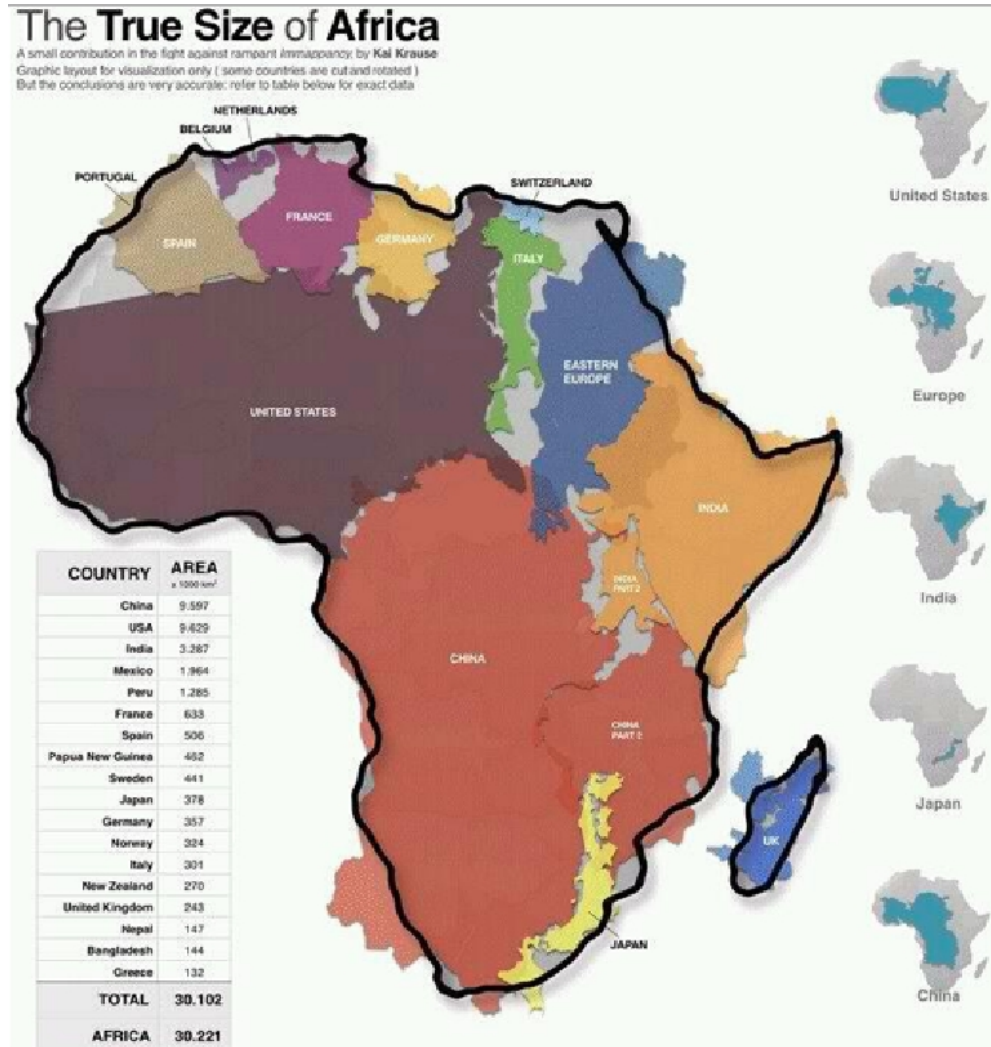 The True Size of Africa
A small contribution in the fight against rampant Immappancy, by Kai Krause
Graphic layout for visualization only ( some countries are cut and rotated )
But the conclusions are very accurate: refer to table below for exact data
NETHERLANDS
BELGIUM
PORTUGAL
SWITZERLAND
SPAIN
FRANCE
GERMANY
ITALY
EASTERN
EUROPE
UNITED STATES
INDIA
INDIA
PART 2
CHINA
CHINA
PART 2
UK
JAPAN
United States
Europe
India
Japan
China
COUNTRY AREA
x 1000 km²
China 9.597
USA 9.629
India 3.287
Mexico 1.964
Peru 1.285
France 633
Spain 506
Papua New Guinea 462
Sweden 441
Japan 378
Germany 357
Norway 324
Italy 301
New Zealand 270
United Kingdom 243
Nepal 147
Bangladesh 144
Greece 132
TOTAL 30.102
AFRICA 30.221